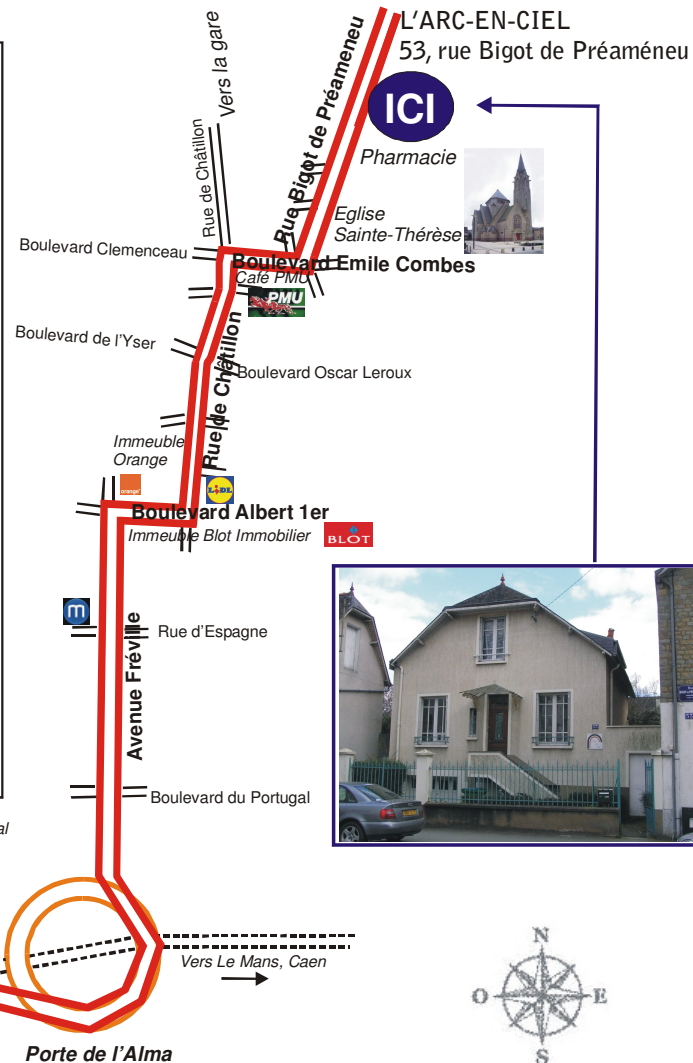 L'ARC-EN-CIEL
53, rue Bigot de Préaméneu
ICI
Vers la gare
Rue de Châtillon
Rue Bigot de Préameneu
Pharmacie
Eglise
Sainte-Thérèse
Boulevard Clemenceau
Boulevard Emile Combes
Café PMU
PMU
Boulevard de l'Yser
Rue de Châtillon
Boulevard Oscar Leroux
Immeuble
Orange
orange
LiDL
Boulevard Albert 1er
Immeuble Blot Immobilier
BLOT
m
Rue d'Espagne
Avenue Fréville
Boulevard du Portugal
al
Vers Le Mans, Caen
N
O
E
S
Porte de l'Alma